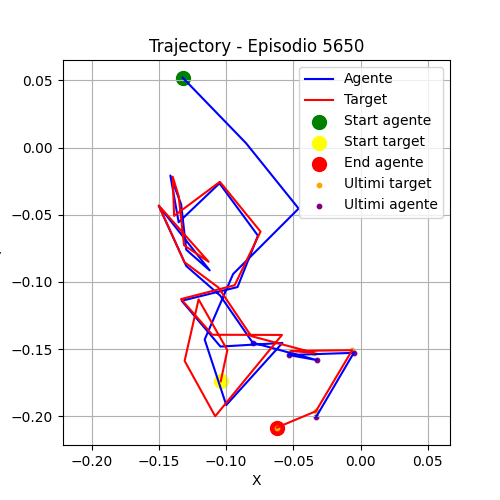 Trajectory - Episodio 5650
Agente
Target
Start agente
Start target
End agente
Ultimi target
Ultimi agente
0.05
0.00
−0.05
−0.10
−0.15
−0.20
−0.20
−0.15
−0.10
−0.05
0.00
0.05
X